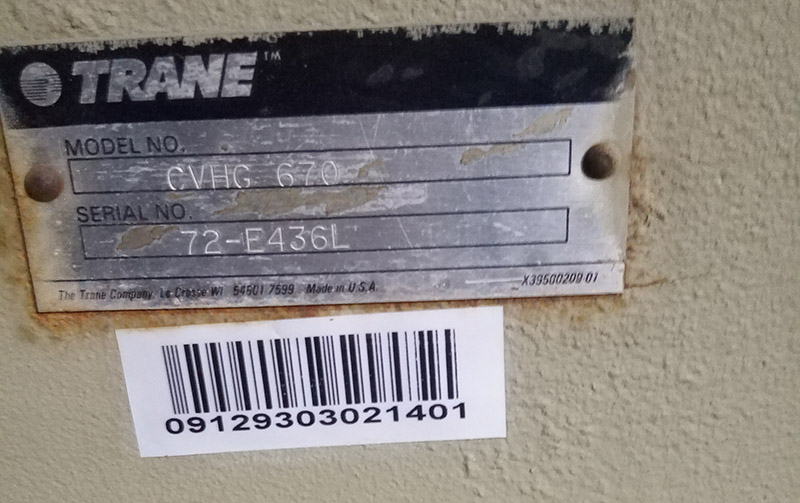 TRANE™
MODEL NO.
CVHG 670
SERIAL NO.
72-E436L
The Trane Company, La Crosse WI 54601 7599 Made in U.S.A.
X39500209 01
09129303021401